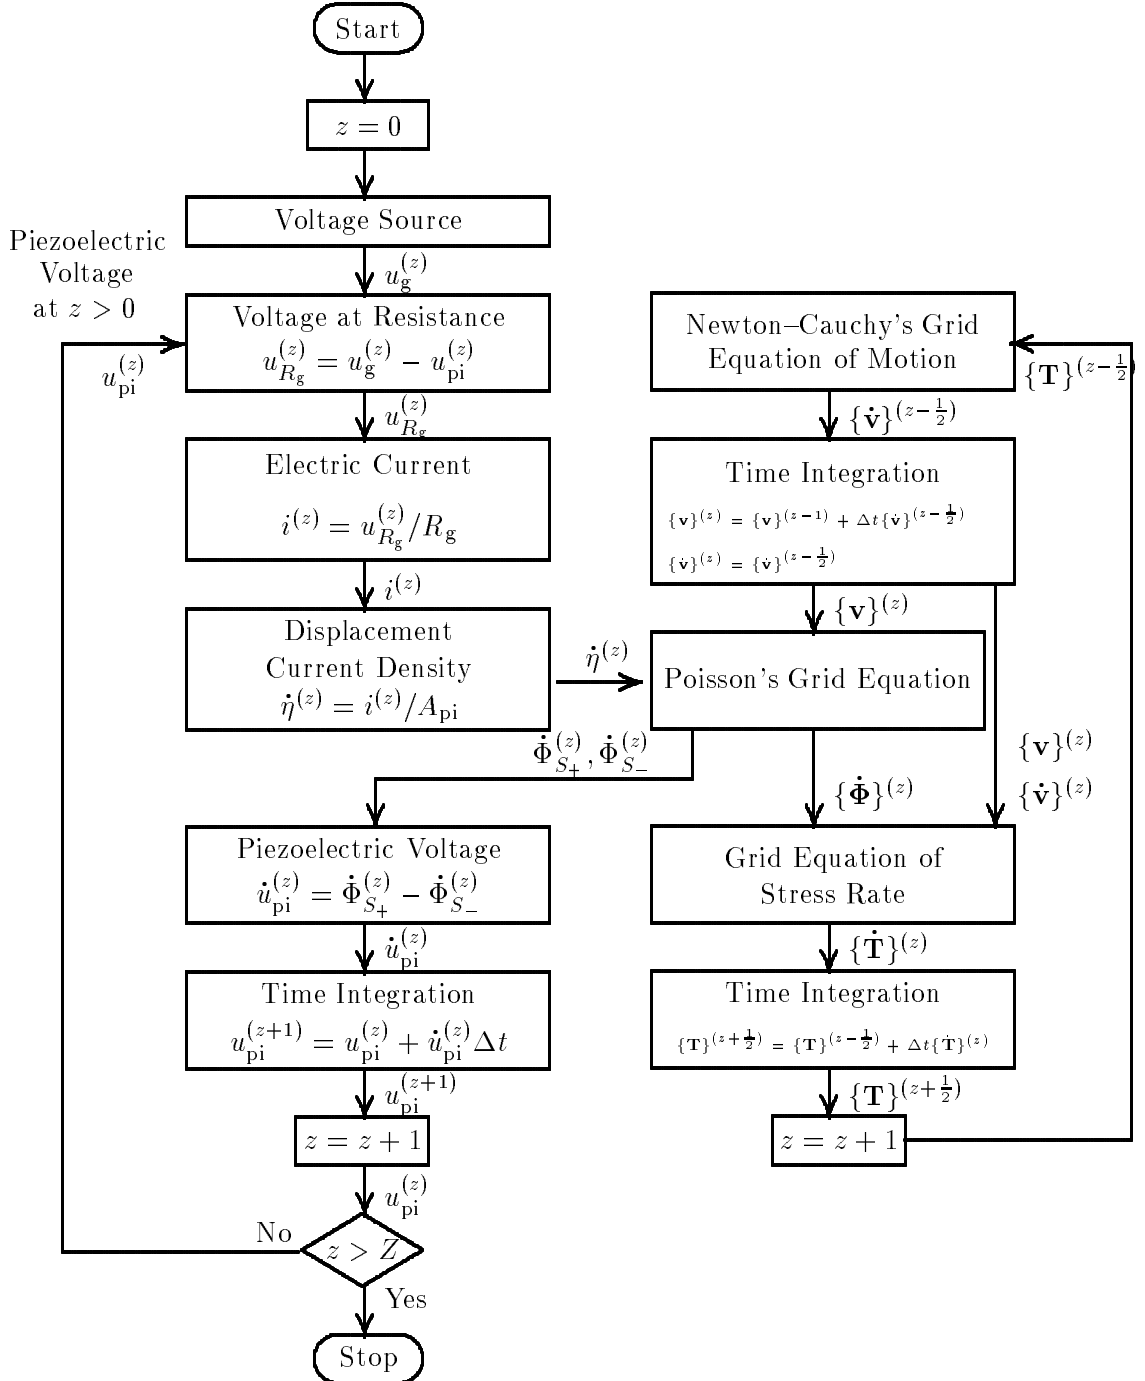 Start
z = 0
Voltage Source
u_g^(z)
Piezoelectric
Voltage
at z > 0
u_pi^(z)
Voltage at Resistance
u_{R_g}^(z) = u_g^(z) − u_pi^(z)
u_{R_g}^(z)
Electric Current
i^(z) = u_{R_g}^(z)/R_g
i^(z)
Displacement
Current Density
η̇^(z) = i^(z)/A_pi
η̇^(z)
Φ̇_{S_+}^(z), Φ̇_{S_−}^(z)
Piezoelectric Voltage
u̇_pi^(z) = Φ̇_{S_+}^(z) − Φ̇_{S_−}^(z)
u̇_pi^(z)
Time Integration
u_pi^(z+1) = u_pi^(z) + u̇_pi^(z) Δt
u_pi^(z+1)
z = z + 1
u_pi^(z)
No
z > Z
Yes
Stop
Newton–Cauchy's Grid
Equation of Motion
{T}^(z−1/2)
{v̇}^(z−1/2)
Time Integration
{v}^(z) = {v}^(z−1) + Δt{v̇}^(z−1/2)
{v̇}^(z) = {v̇}^(z−1/2)
{v}^(z)
Poisson's Grid Equation
{v}^(z)
{v̇}^(z)
{Φ̇}^(z)
Grid Equation of
Stress Rate
{Ṫ}^(z)
Time Integration
{T}^(z+1/2) = {T}^(z−1/2) + Δt{Ṫ}^(z)
{T}^(z+1/2)
z = z + 1